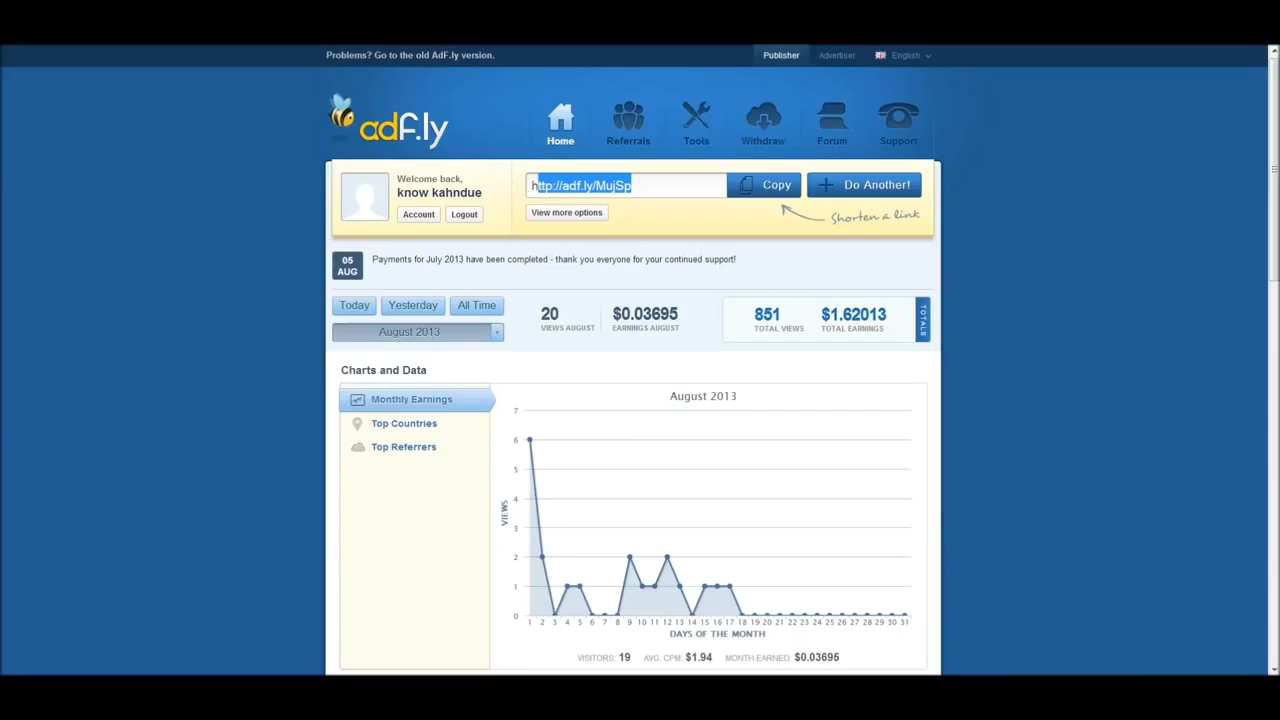 Problems? Go to the old AdF.ly version.
Publisher
Advertiser
English
adf.ly
Home
Referrals
Tools
Withdraw
Forum
Support
Welcome back,
know kahndue
Account
Logout
http://adf.ly/MujSp
Copy
Do Another!
View more options
Shorten a link
05
AUG
Payments for July 2013 have been completed - thank you everyone for your continued support!
Today
Yesterday
All Time
August 2013
20
VIEWS AUGUST
$0.03695
EARNINGS AUGUST
851
TOTAL VIEWS
$1.62013
TOTAL EARNINGS
TOTALS
Charts and Data
Monthly Earnings
Top Countries
Top Referrers
August 2013
7
6
5
4
3
2
1
0
VIEWS
1 2 3 4 5 6 7 8 9 10 11 12 13 14 15 16 17 18 19 20 21 22 23 24 25 26 27 28 29 30 31
DAYS OF THE MONTH
VISITORS: 19 AVG. CPM: $1.94 MONTH EARNED: $0.03695